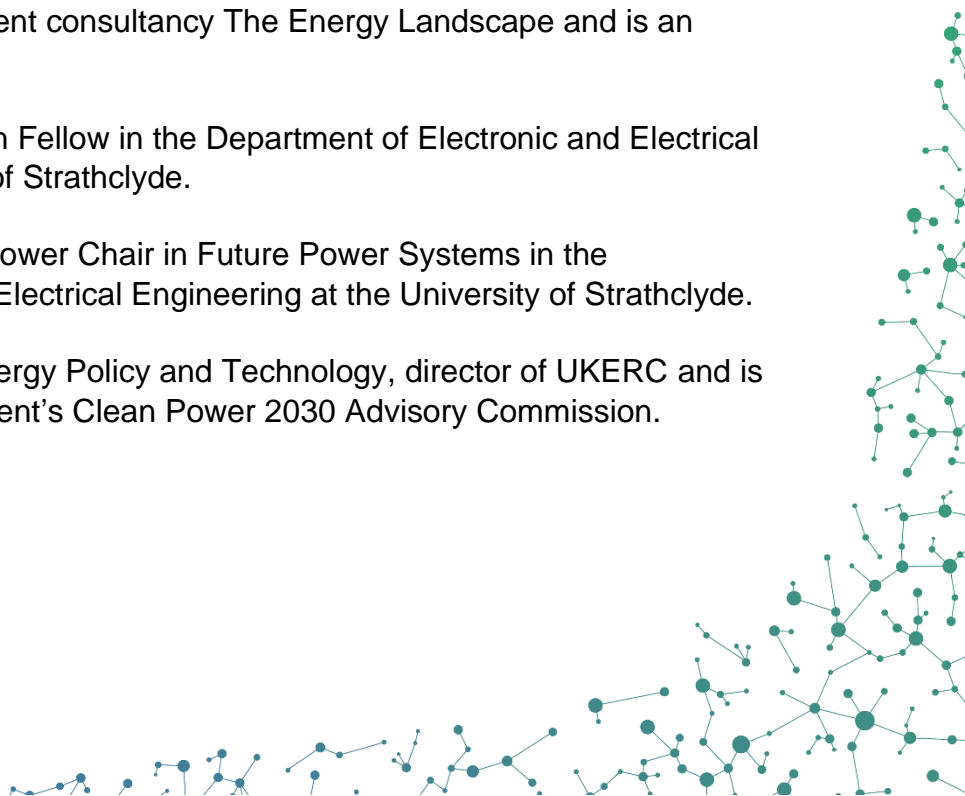 ent consultancy The Energy Landscape and is an
n Fellow in the Department of Electronic and Electrical
of Strathclyde.
ower Chair in Future Power Systems in the
Electrical Engineering at the University of Strathclyde.
ergy Policy and Technology, director of UKERC and is
ent’s Clean Power 2030 Advisory Commission.